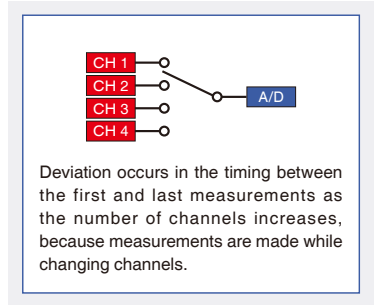 CH 1
CH 2
A/D
CH 3
CH 4
Deviation occurs in the timing between
the first and last measurements as
the number of channels increases,
because measurements are made while
changing channels.